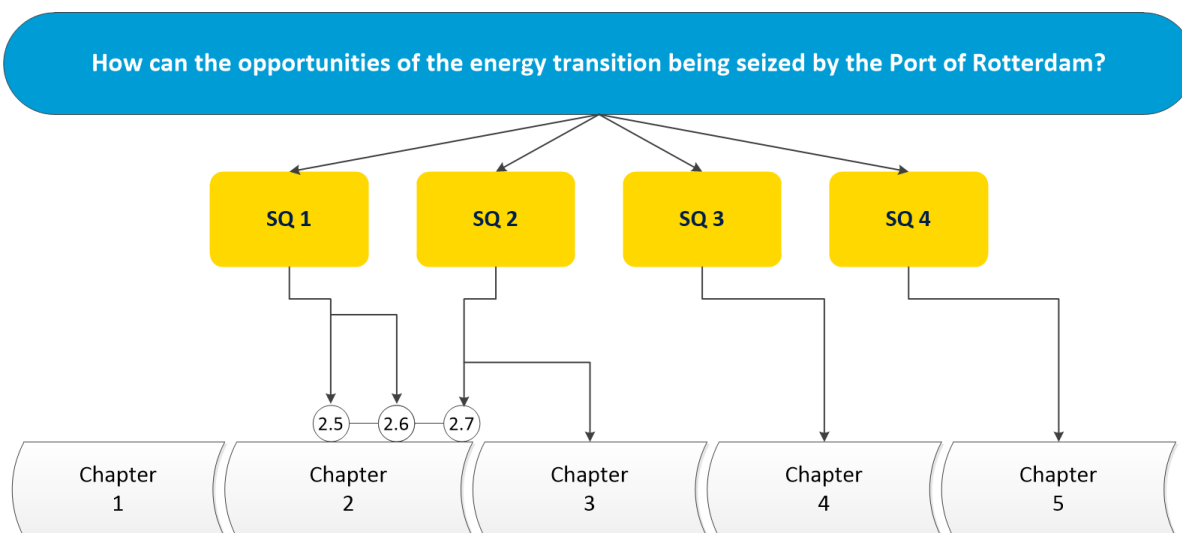 How can the opportunities of the energy transition being seized by the Port of Rotterdam?
SQ 1
SQ 2
SQ 3
SQ 4
2.5
2.6
2.7
Chapter
1
Chapter
2
Chapter
3
Chapter
4
Chapter
5